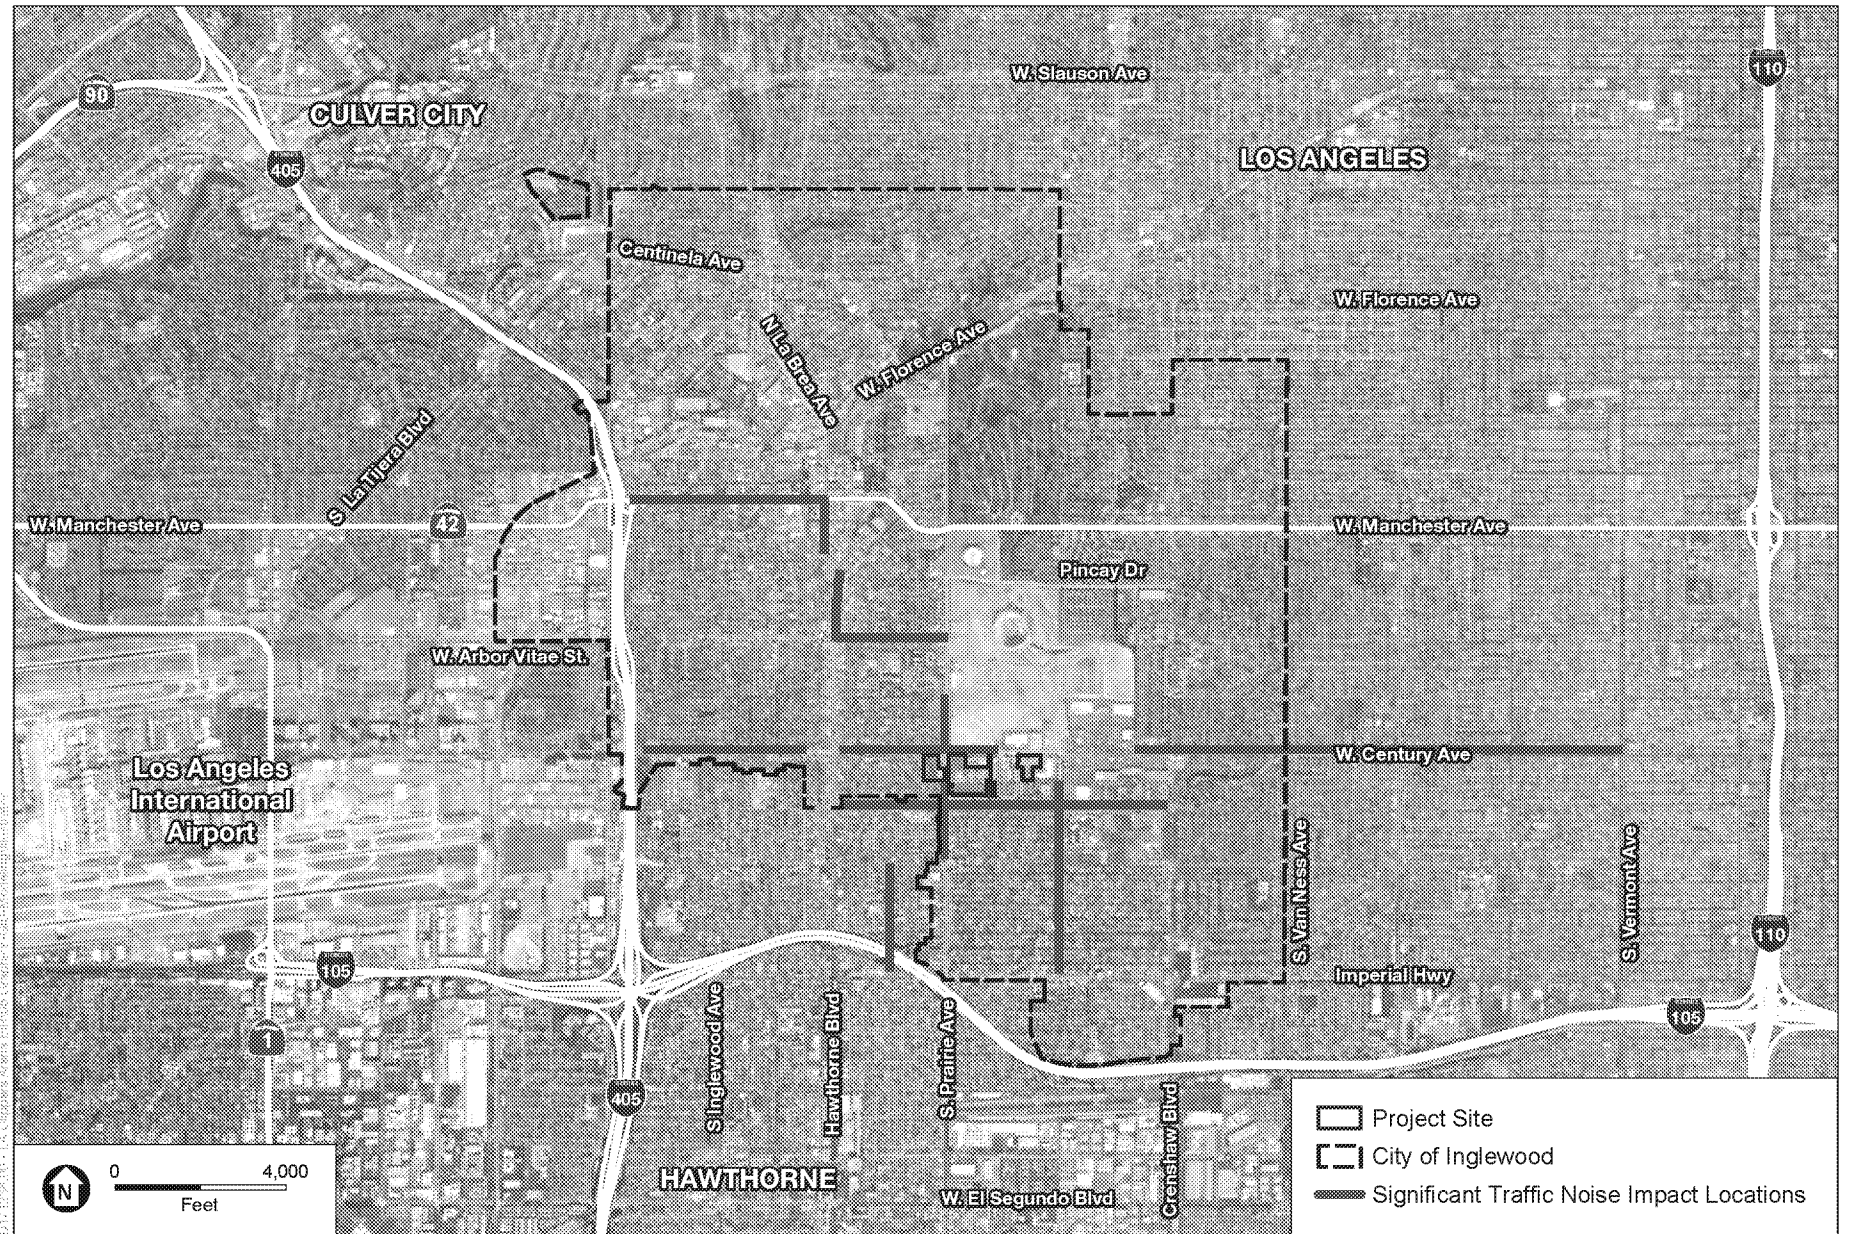 W. Slauson Ave
110
90
CULVER CITY
LOS ANGELES
405
Centinela Ave
W. Florence Ave
N La Brea Ave
W. Florence Ave
S La Tijera Blvd
W. Manchester Ave
42
W. Manchester Ave
Pincay Dr
W. Arbor Vitae St.
W. Century Ave
Los Angeles
International
Airport
S. Van Ness Ave
S. Vermont Ave
110
105
Imperial Hwy
105
1
S Inglewood Ave
Hawthorne Blvd
S. Prairie Ave
405
Crenshaw Blvd
HAWTHORNE
W. El Segundo Blvd
N
0 4,000
Feet
Project Site
City of Inglewood
Significant Traffic Noise Impact Locations